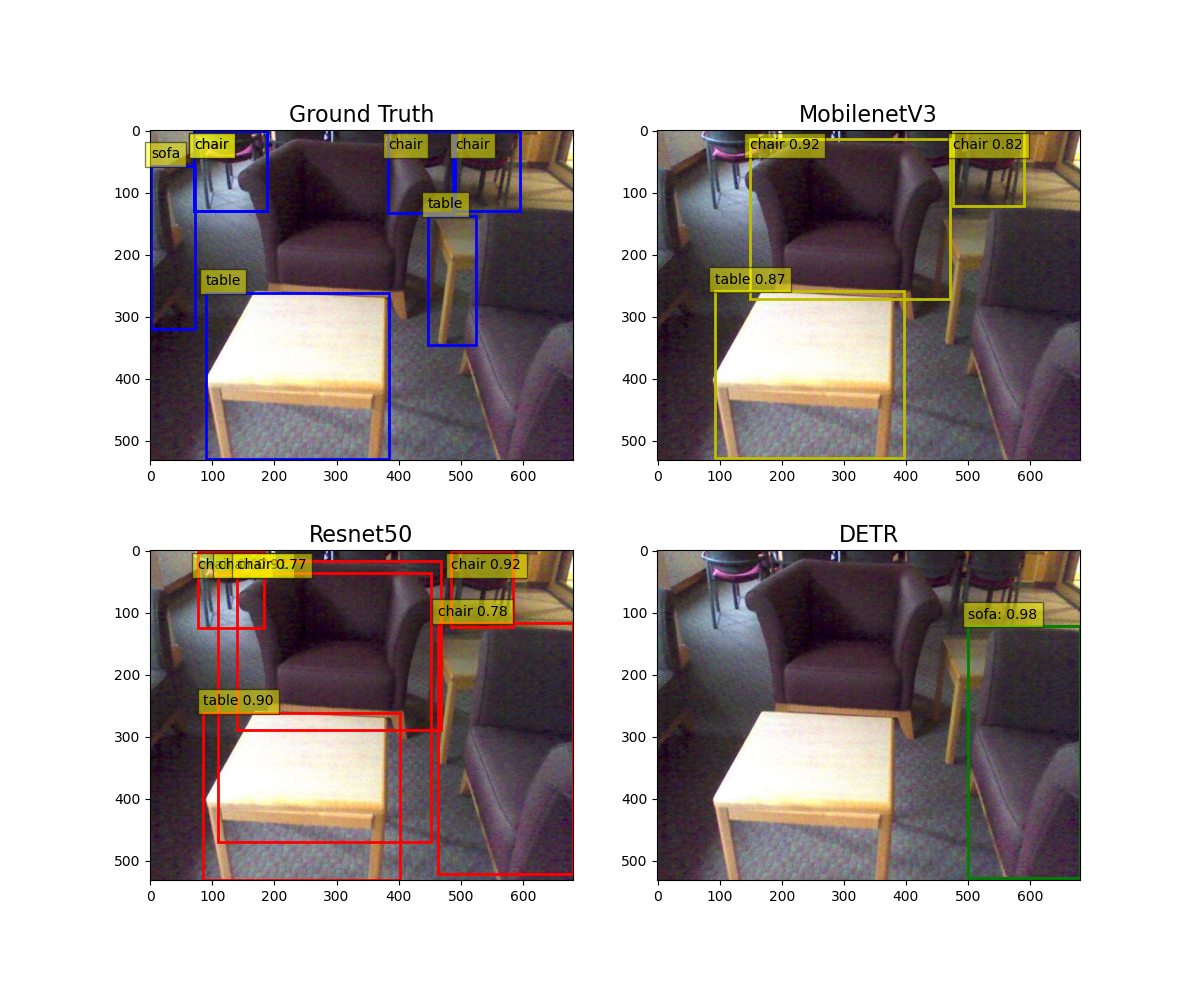 Ground Truth
sofa
chair
chair
chair
table
table
0
100
200
300
400
500
0 100 200 300 400 500 600
MobilenetV3
chair 0.92
chair 0.82
table 0.87
0
100
200
300
400
500
0 100 200 300 400 500 600
Resnet50
chair 0.77
chair 0.92
chair 0.78
table 0.90
0
100
200
300
400
500
0 100 200 300 400 500 600
DETR
sofa: 0.98
0
100
200
300
400
500
0 100 200 300 400 500 600